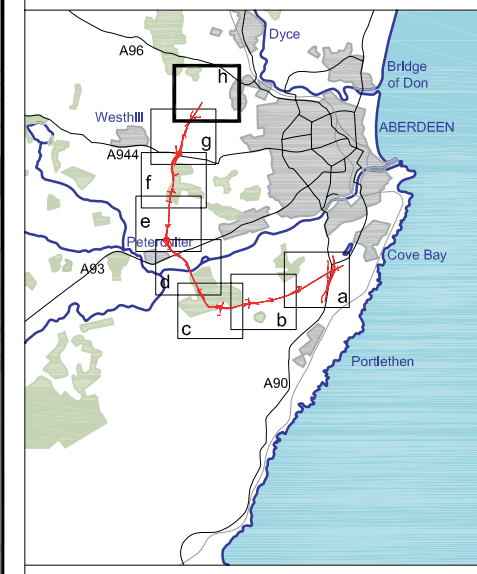 Dyce
A96
h
Bridge
of Don
Westhill
ABERDEEN
g
A944
f
e
Peterculter
Cove Bay
A93
d
a
b
c
Portlethen
A90